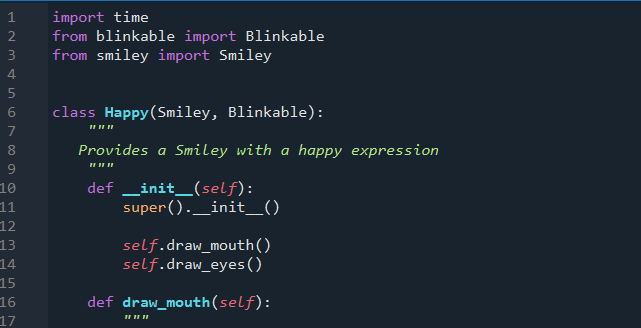 1 import time
2 from blinkable import Blinkable
3 from smiley import Smiley
4
5
6 class Happy(Smiley, Blinkable):
7     """
8    Provides a Smiley with a happy expression
9     """
10     def __init__(self):
11         super().__init__()
12
13         self.draw_mouth()
14         self.draw_eyes()
15
16     def draw_mouth(self):
17         """